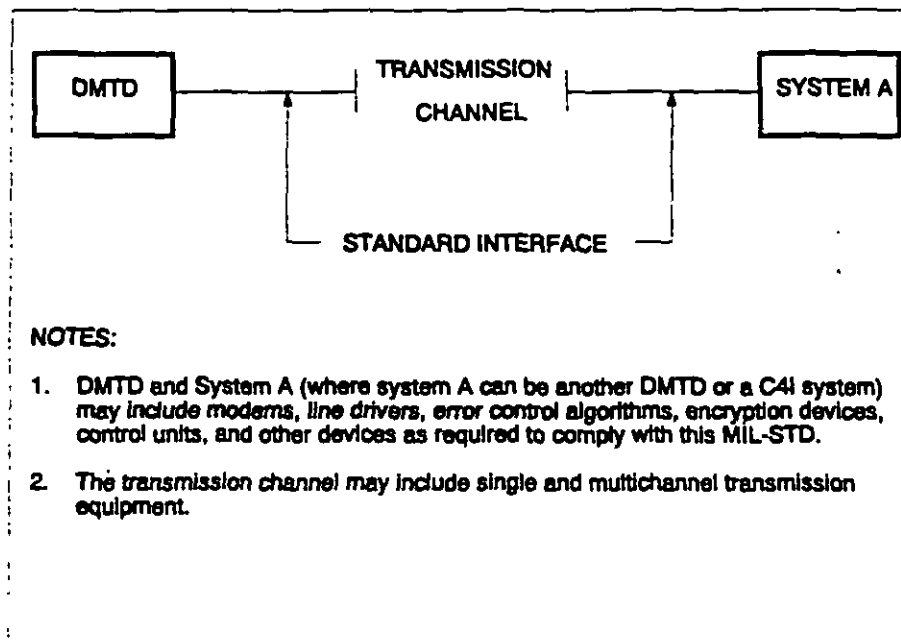 DMTD
TRANSMISSION
CHANNEL
SYSTEM A
STANDARD INTERFACE
NOTES:
1. DMTD and System A (where system A can be another DMTD or a C4I system)
may include modems, line drivers, error control algorithms, encryption devices,
control units, and other devices as required to comply with this MIL-STD.
2. The transmission channel may include single and multichannel transmission
equipment.